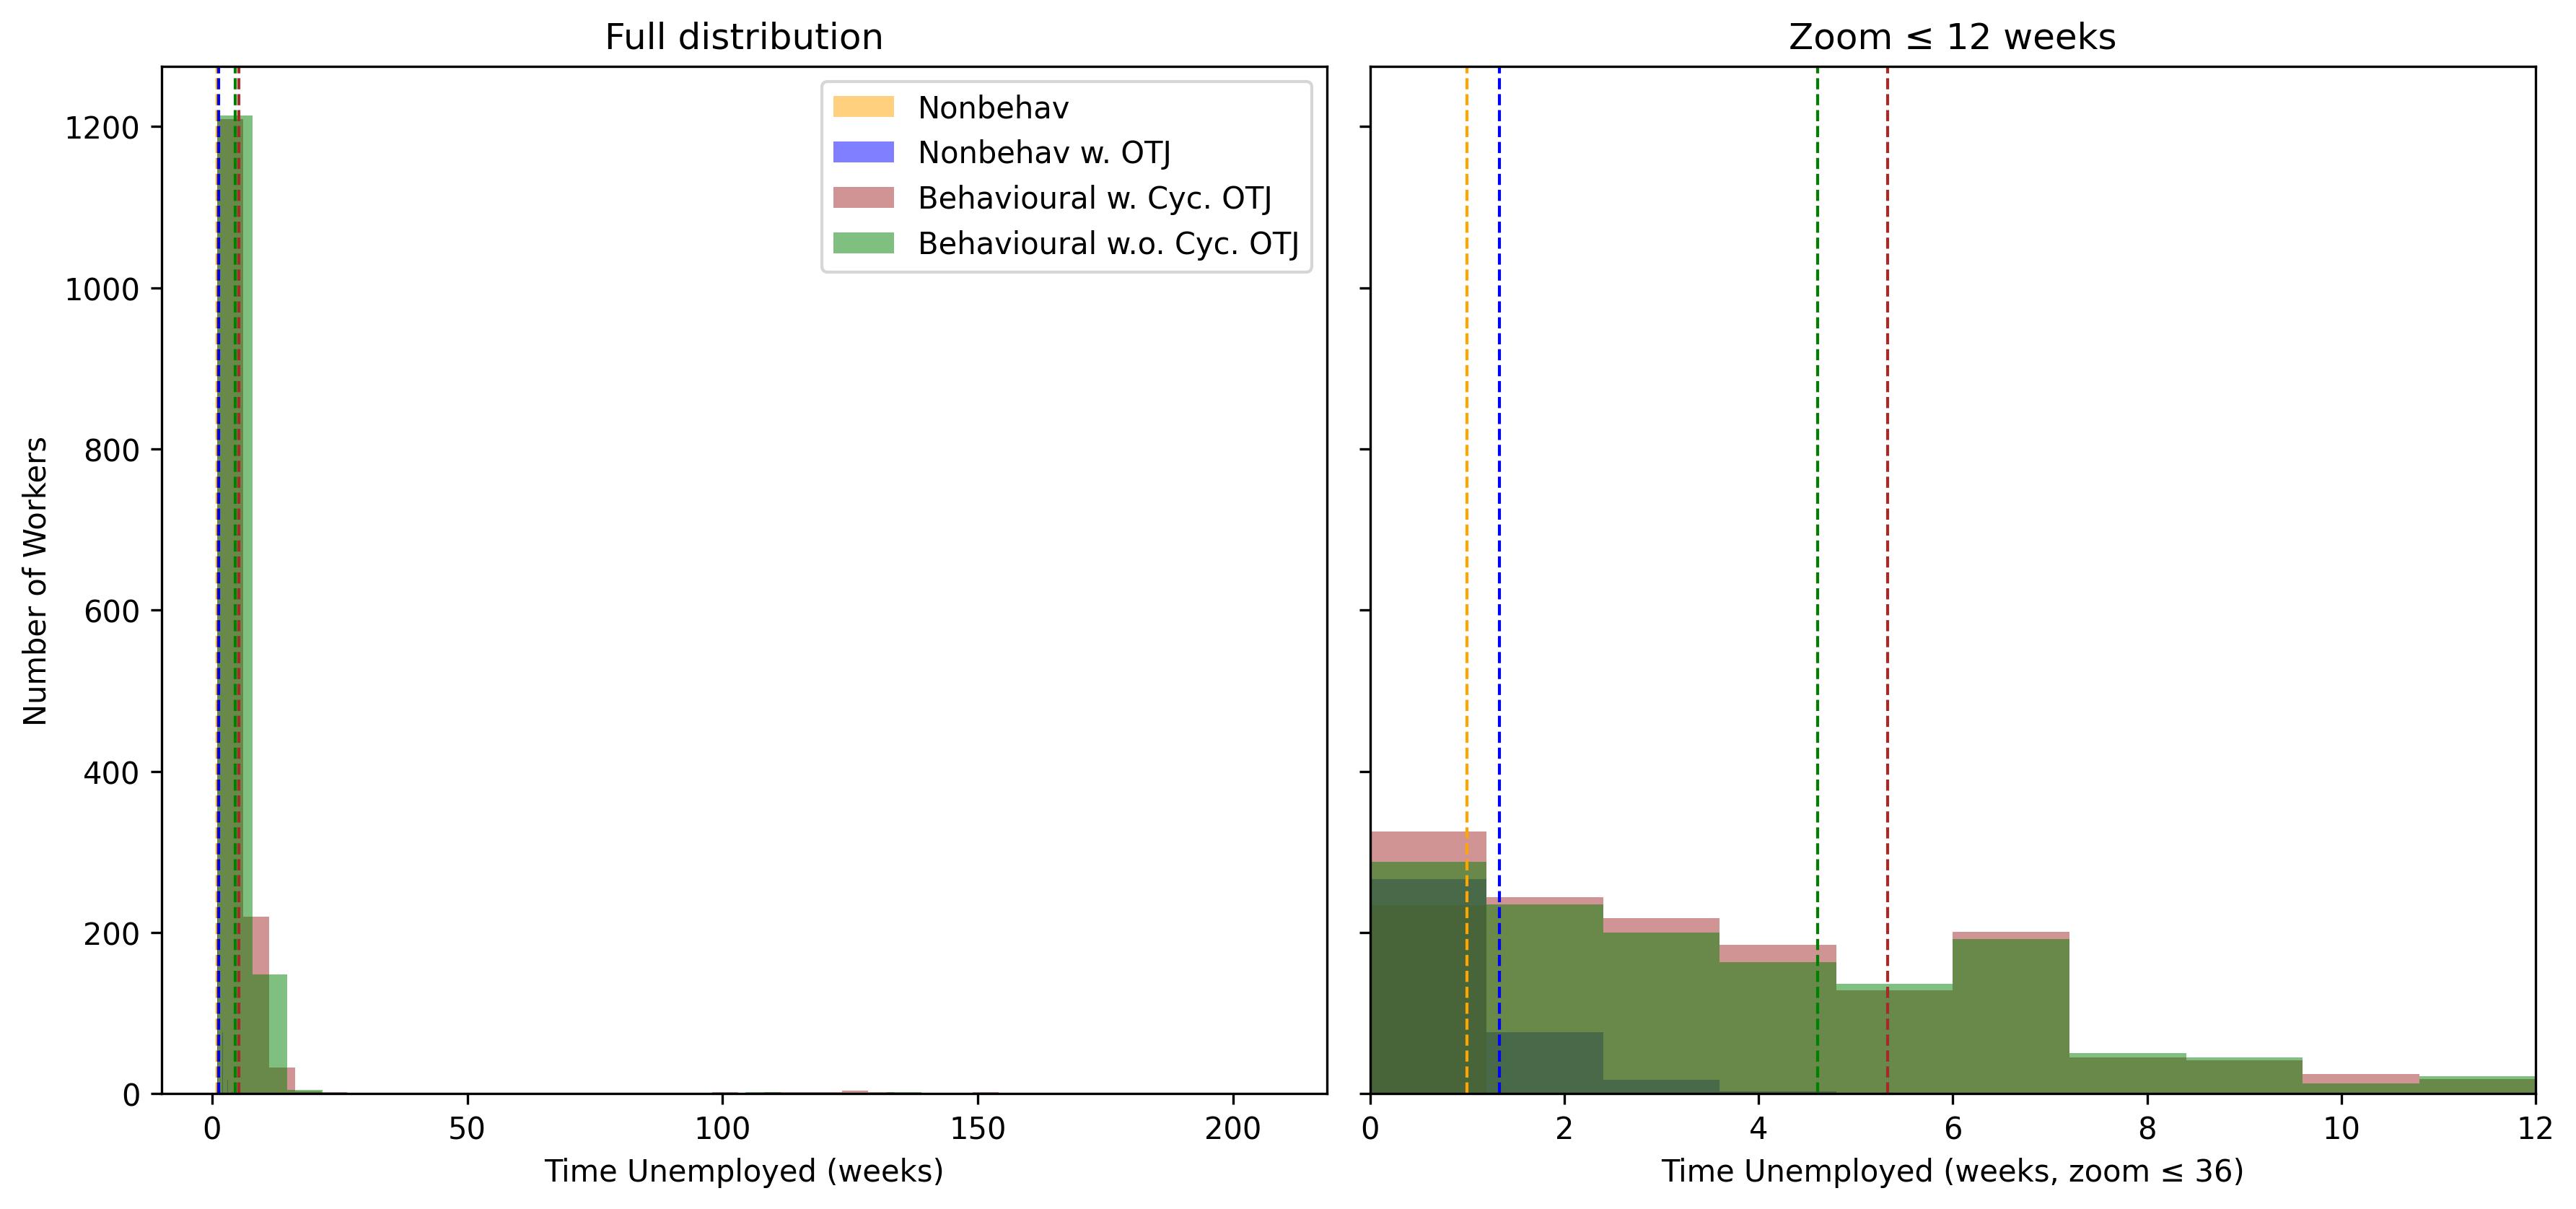 Full distribution
Zoom ≤ 12 weeks
Nonbehav
Nonbehav w. OTJ
Behavioural w. Cyc. OTJ
Behavioural w.o. Cyc. OTJ
Number of Workers
1200
1000
800
600
400
200
0
0 50 100 150 200
0 2 4 6 8 10 12
Time Unemployed (weeks)
Time Unemployed (weeks, zoom ≤ 36)